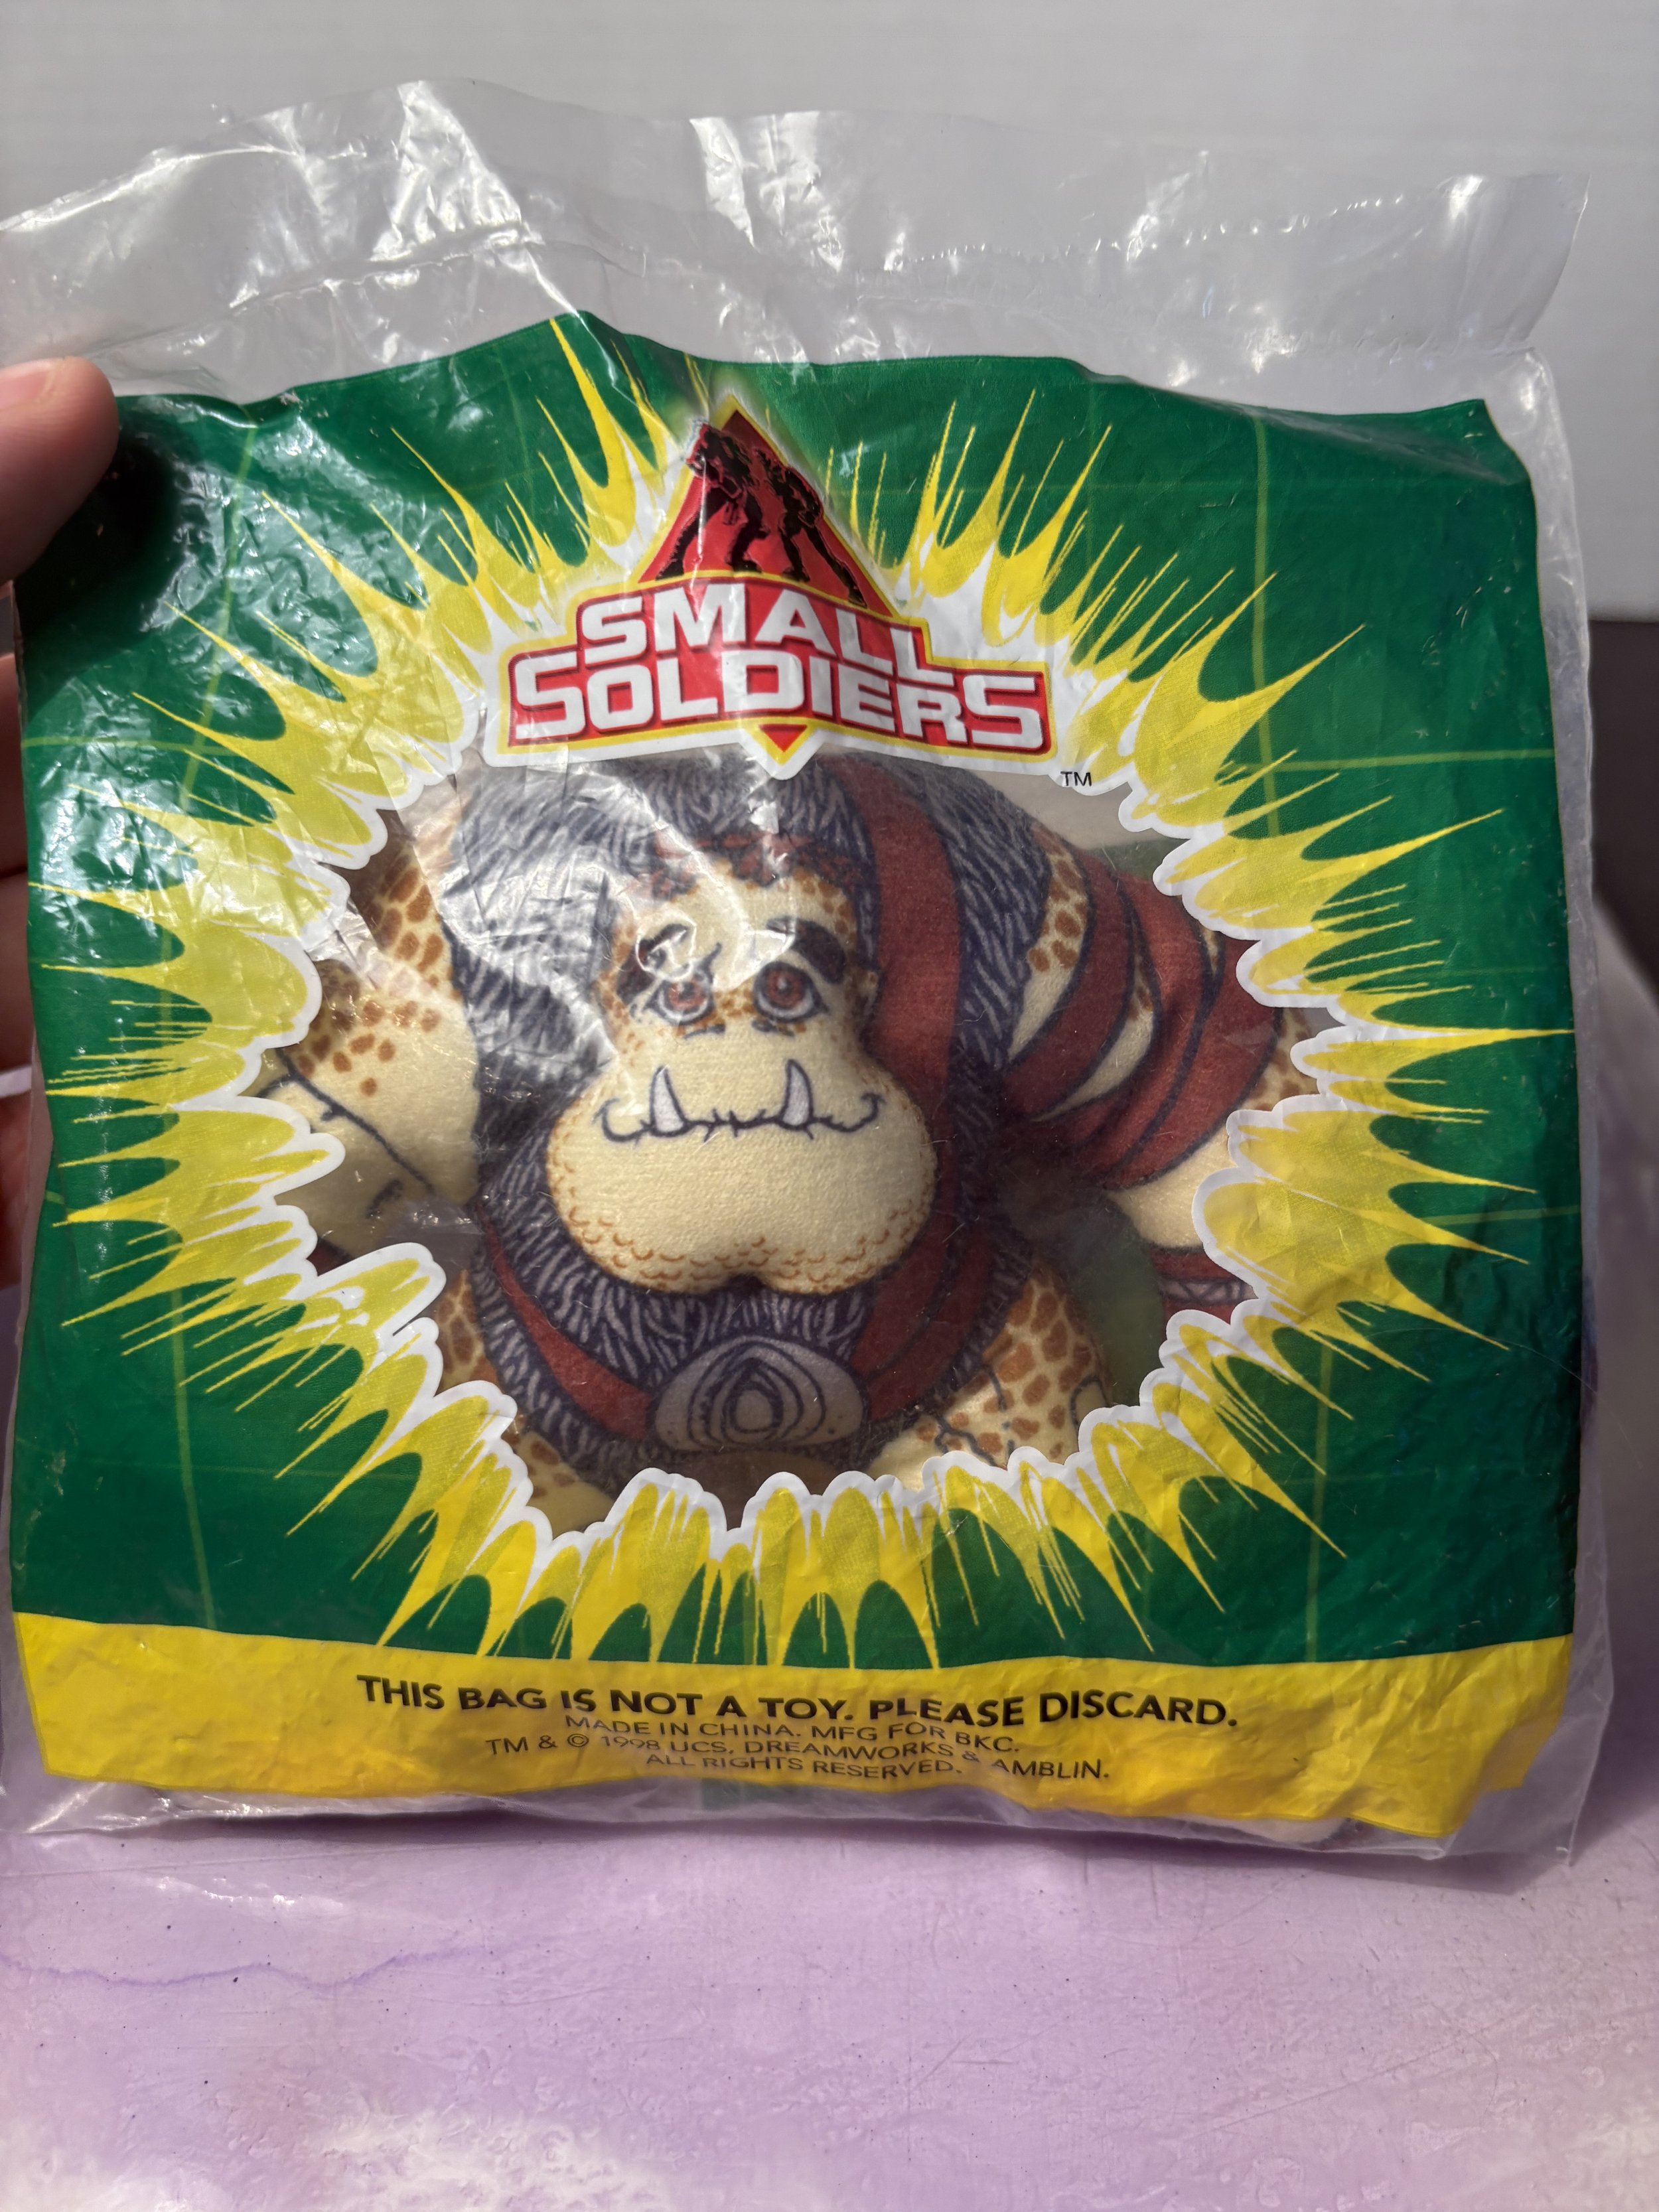 SMALL
SOLDIERS
TM
THIS BAG IS NOT A TOY. PLEASE DISCARD.
MADE IN CHINA. MFG FOR BKC.
TM & © 1998 UCS, DREAMWORKS & AMBLIN.
ALL RIGHTS RESERVED.